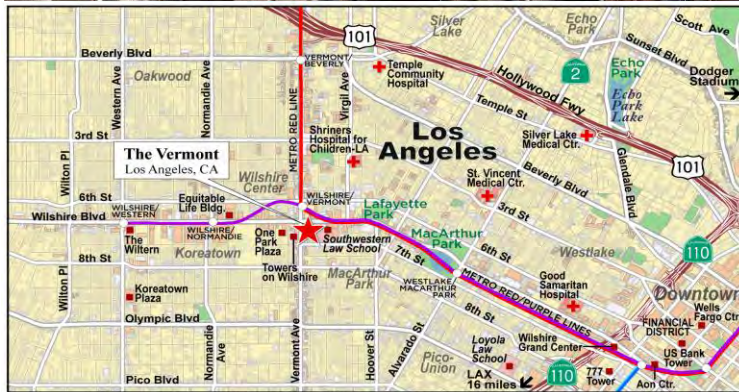 Silver
Lake
Echo
Park
Scott Ave
101
Beverly Blvd
VERMONT/
BEVERLY
Temple
Community
Hospital
Hollywood Fwy
2
Sunset Blvd
Dodger
Stadium
Oakwood
Western Ave
Normandie Ave
METRO RED LINE
Virgil Ave
Echo
Park
Echo
Park
Lake
Temple St
3rd St
Wilton Pl
Shriners
Hospital for
Children-LA
Los
Angeles
Silver Lake
Medical Ctr.
Glendale Blvd
101
The Vermont
Los Angeles, CA
Wilshire
Center
Beverly Blvd
St. Vincent
Medical Ctr.
3rd St
6th St
Equitable
Life Bldg.
WILSHIRE/
VERMONT
Lafayette
Park
Wilshire Blvd
WILSHIRE/
WESTERN
WILSHIRE/
NORMANDIE
The
Wiltern
Koreatown
One
Park
Plaza
Towers
on Wilshire
Southwestern
Law School
MacArthur
Park
6th St
Westlake
110
8th St
7th St
MacArthur
Park
WESTLAKE/
MACARTHUR
PARK
METRO RED/PURPLE LINES
Good
Samaritan
Hospital
Downtown
Wells
Fargo Ctr
Koreatown
Plaza
Wilton Pl
Olympic Blvd
Normandie
Ave
Vermont Ave
Hoover St
Alvarado St
8th St
Wilshire
Grand Center
FINANCIAL
DISTRICT
US Bank
Tower
Pico-
Union
Loyola
Law
School
Pico Blvd
LAX
16 miles
110
777
Tower
Aon Ctr.